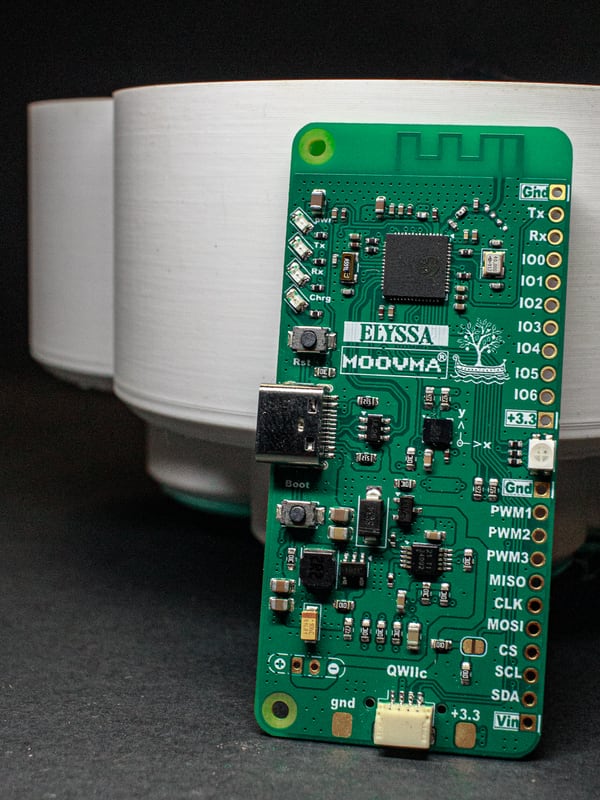 Gnd
Tx
Rx
IO0
IO1
IO2
IO3
IO4
IO5
IO6
+3.3
Gnd
PWM1
PWM2
PWM3
MISO
CLK
MOSI
CS
SCL
SDA
Vin
Tx
Rx
Chrg
Rst
ELYSSA
MOOVMA®
y
x
Boot
QWIIc
gnd
+3.3